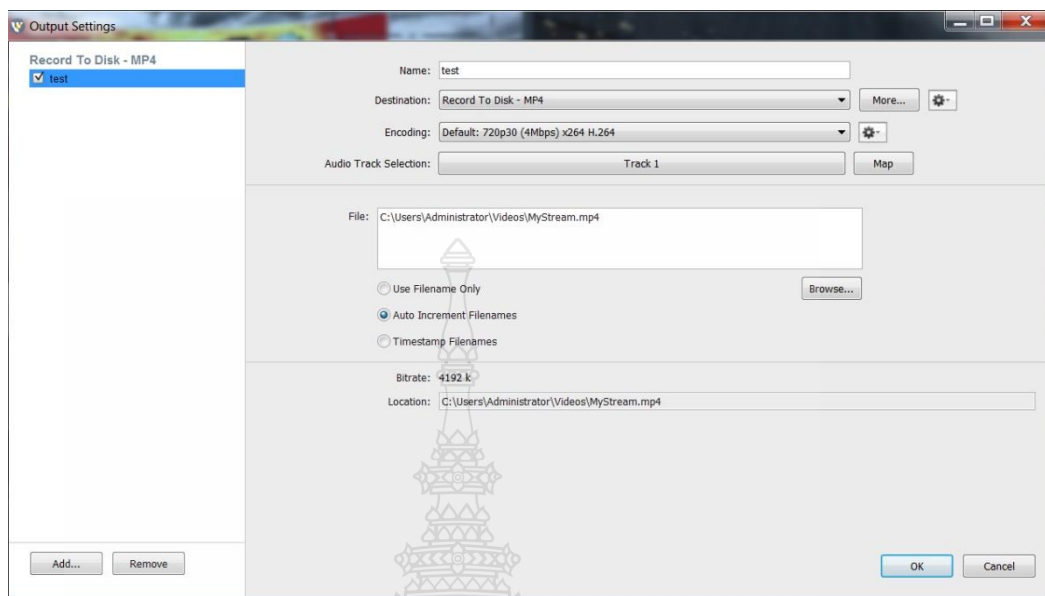 Output Settings
Record To Disk - MP4
test
Name: test
Destination: Record To Disk - MP4 More...
Encoding: Default: 720p30 (4Mbps) x264 H.264
Audio Track Selection: Track 1 Map
File: C:\Users\Administrator\Videos\MyStream.mp4
Use Filename Only Browse...
Auto Increment Filenames
Timestamp Filenames
Bitrate: 4192 k
Location: C:\Users\Administrator\Videos\MyStream.mp4
Add... Remove OK Cancel